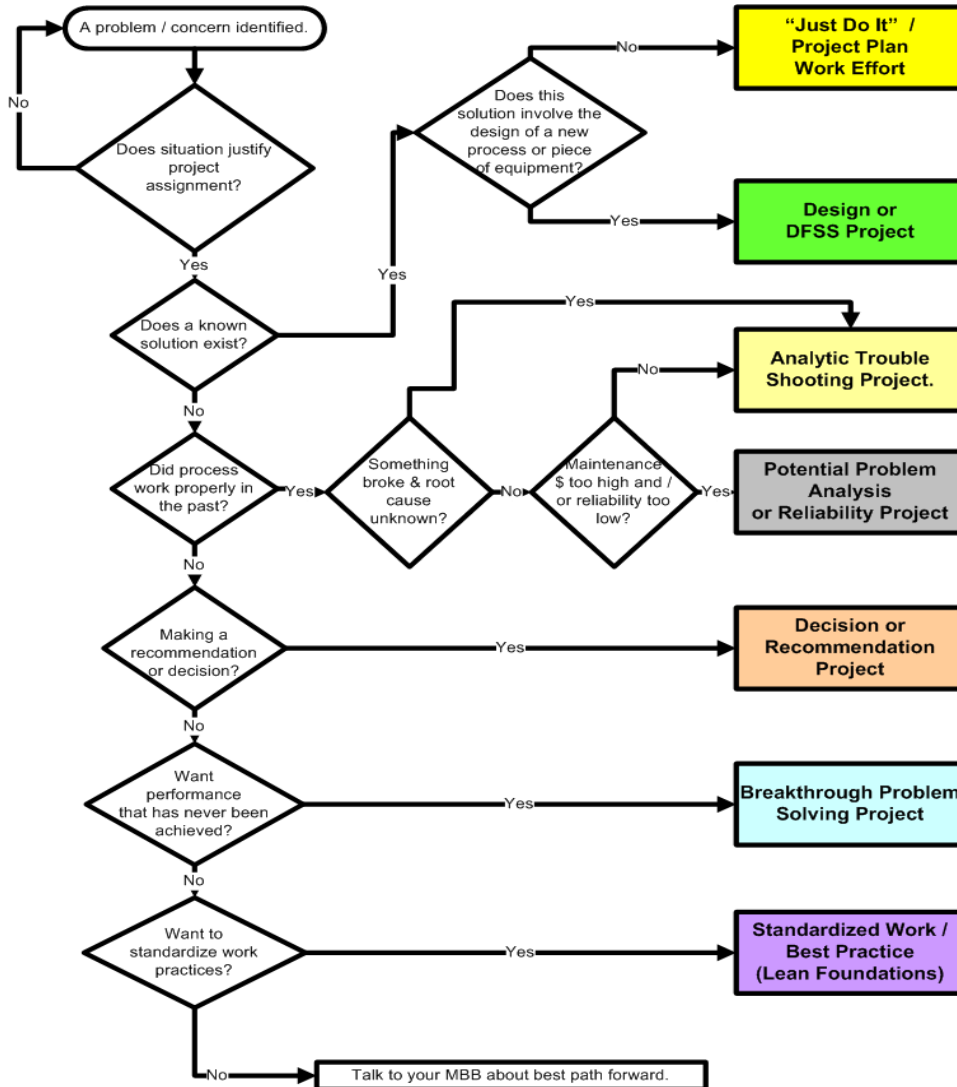 A problem / concern identified.
No
Does situation justify
project
assignment?
Yes
Does a known
solution exist?
Yes
Does this
solution involve the
design of a new
process or piece
of equipment?
No
“Just Do It” /
Project Plan
Work Effort
Yes
Design or
DFSS Project
No
Did process
work properly in
the past?
Yes
Something
broke & root
cause
unknown?
Yes
Analytic Trouble
Shooting Project.
No
Maintenance
$ too high and /
or reliability too
low?
No
Yes
Potential Problem
Analysis
or Reliability Project
No
Making a
recommendation
or decision?
Yes
Decision or
Recommendation
Project
No
Want
performance
that has never been
achieved?
Yes
Breakthrough Problem
Solving Project
No
Want to
standardize work
practices?
Yes
Standardized Work /
Best Practice
(Lean Foundations)
No
Talk to your MBB about best path forward.